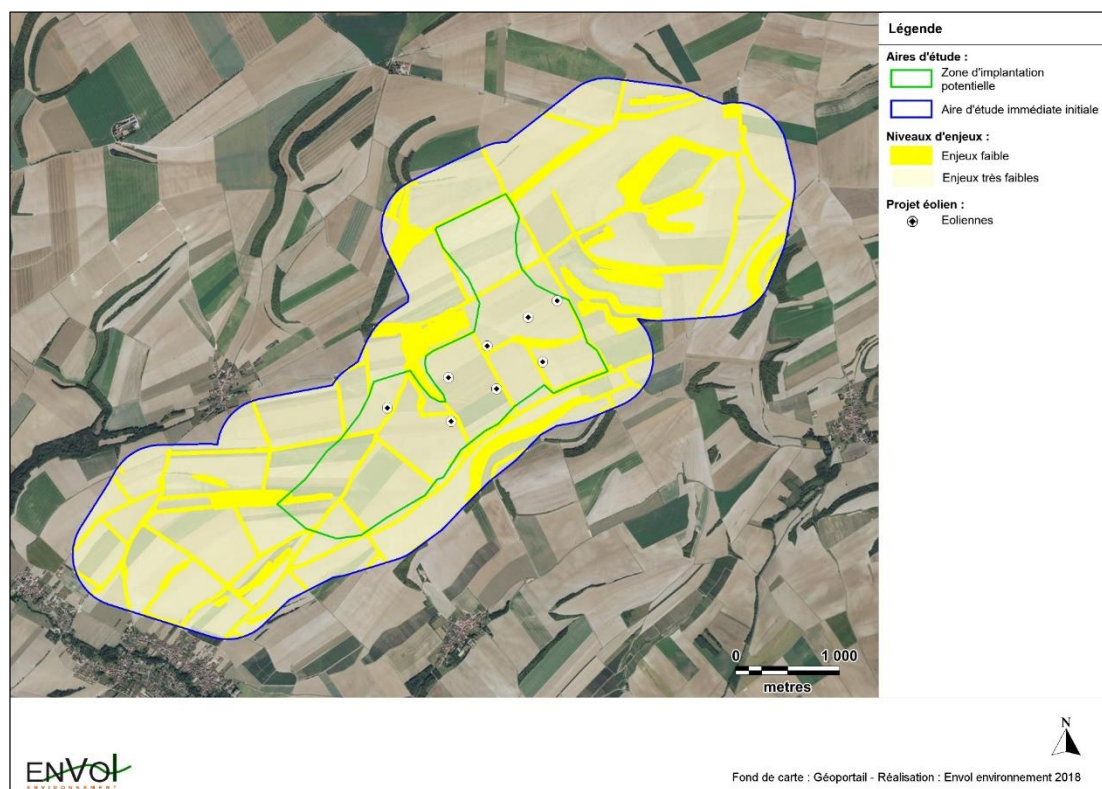 Légende
Aires d'étude :
Zone d'implantation
potentielle
Aire d'étude immédiate initiale
Niveaux d'enjeux :
Enjeux faible
Enjeux très faibles
Projet éolien :
Eoliennes
0 1 000
metres
N
ENVOl
ENVIRONNEMENT
Fond de carte : Géoportail - Réalisation : Envol environnement 2018